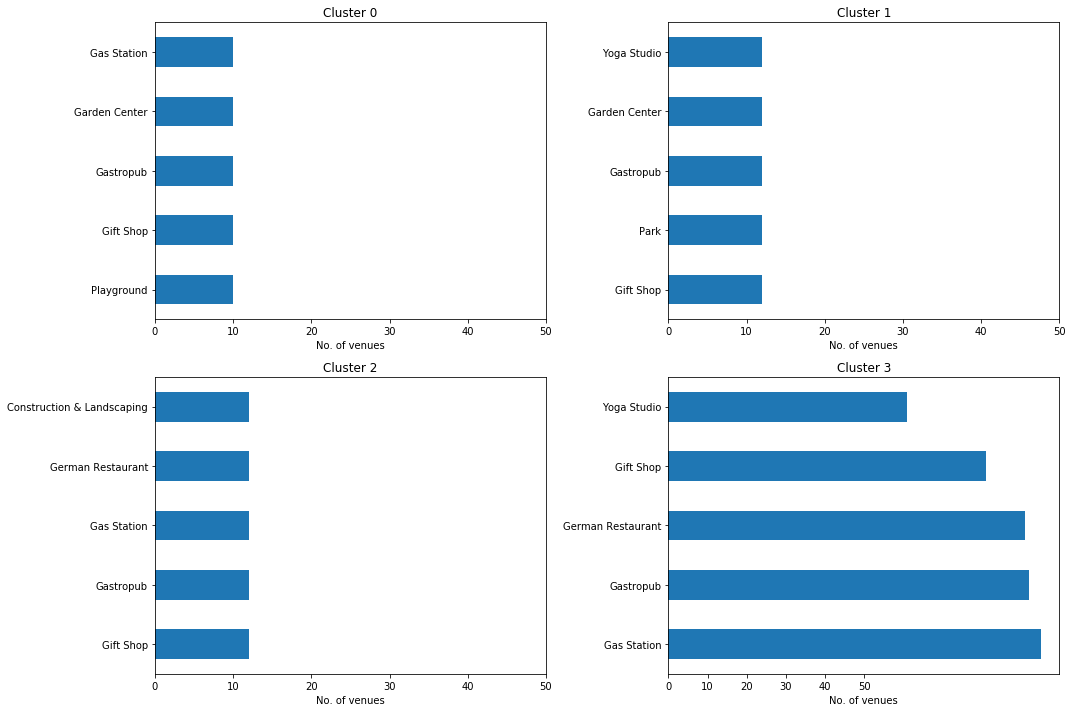 Cluster 0
Gas Station
Garden Center
Gastropub
Gift Shop
Playground
0 10 20 30 40 50
No. of venues
Cluster 1
Yoga Studio
Garden Center
Gastropub
Park
Gift Shop
0 10 20 30 40 50
No. of venues
Cluster 2
Construction & Landscaping
German Restaurant
Gas Station
Gastropub
Gift Shop
0 10 20 30 40 50
No. of venues
Cluster 3
Yoga Studio
Gift Shop
German Restaurant
Gastropub
Gas Station
0 10 20 30 40 50
No. of venues